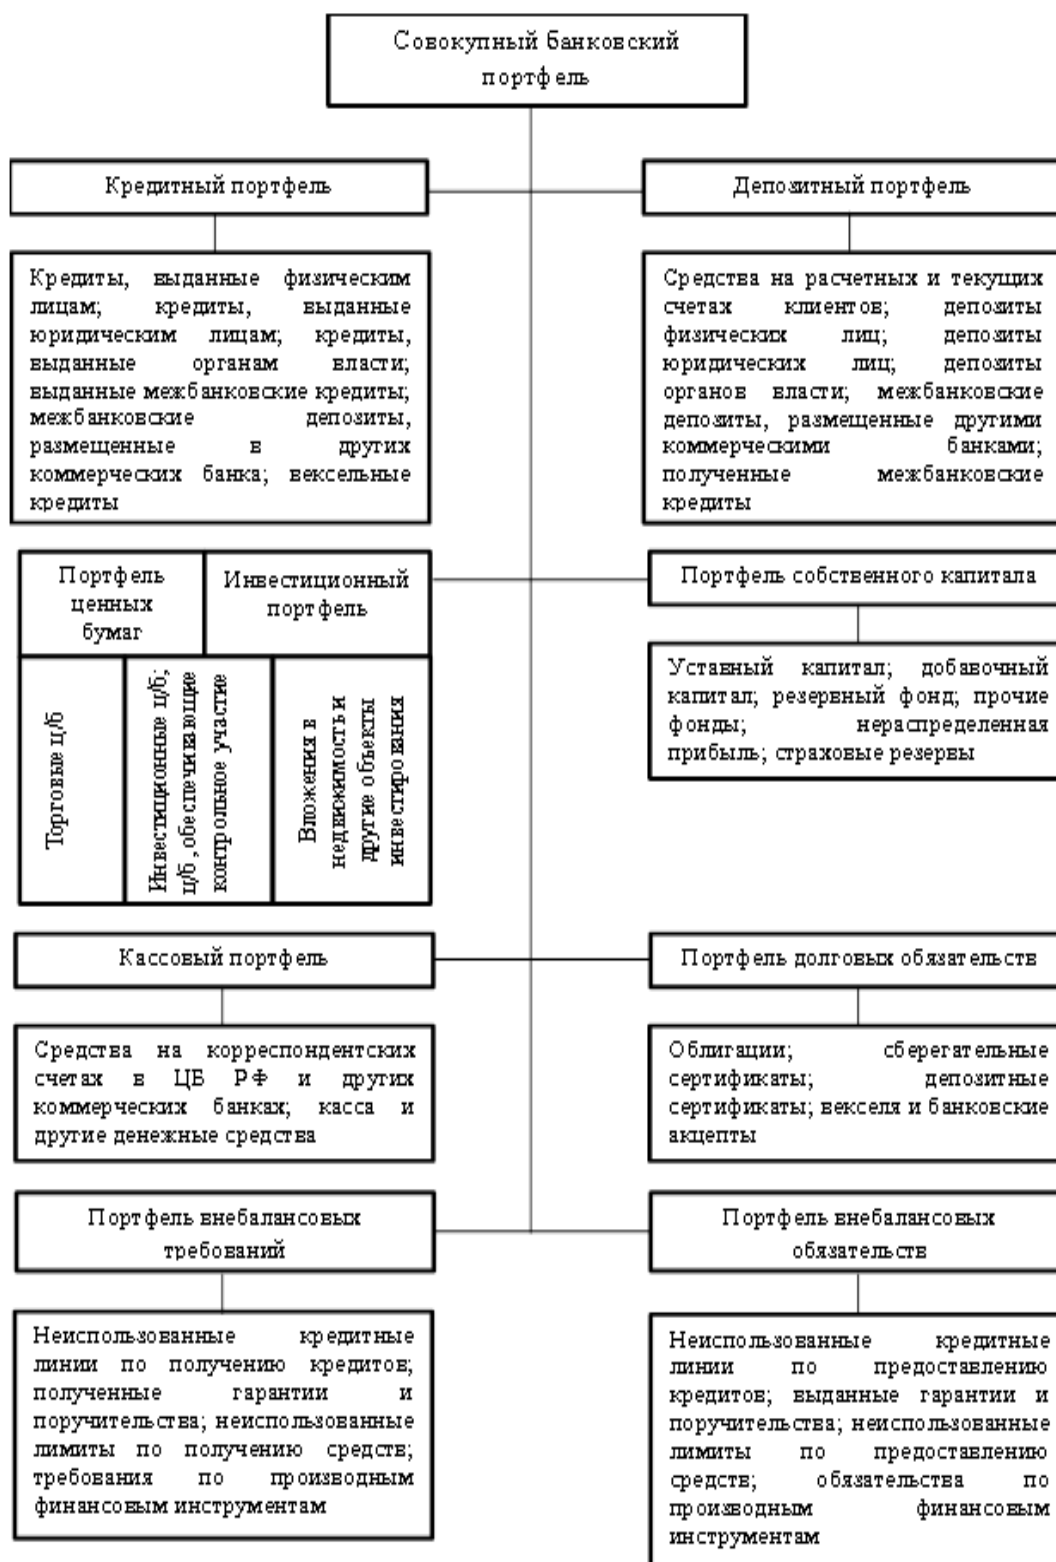 Совокупный банковский
портфель
Кредитный портфель
Депозитный портфель
Кредиты, выданные физическим
лицам; кредиты, выданные
юридическим лицам; кредиты,
выданные органам власти;
выданные межбанковские кредиты;
межбанковские депозиты,
размещенные в других
коммерческих банка; вексельные
кредиты
Средства на расчетных и текущих
счетах клиентов; депозиты
физических лиц; депозиты
юридических лиц; депозиты
органов власти; межбанковские
депозиты, размещенные другими
коммерческими банками;
полученные межбанковские
кредиты
Портфель
ценных
бумаг
Инвестиционный
портфель
Торговые ц/б
Инвестиционные ц/б;
ц/б, обеспечивающие
контрольное участие
Вложения в
недвижимость и
другие объекты
инвестирования
Портфель собственного капитала
Уставный капитал; добавочный
капитал; резервный фонд; прочие
фонды; нераспределенная
прибыль; страховые резервы
Кассовый портфель
Портфель долговых обязательств
Средства на корреспондентских
счетах в ЦБ РФ и других
коммерческих банках; касса и
другие денежные средства
Облигации; сберегательные
сертификаты; депозитные
сертификаты; векселя и банковские
акцепты
Портфель внебалансовых
требований
Портфель внебалансовых
обязательств
Неиспользованные кредитные
линии по получению кредитов;
полученные гарантии и
поручительства; неиспользованные
лимиты по получению средств;
требования по производным
финансовым инструментам
Неиспользованные кредитные
линии по предоставлению
кредитов; выданные гарантии и
поручительства; неиспользованные
лимиты по предоставлению
средств; обязательства по
производным финансовым
инструментам